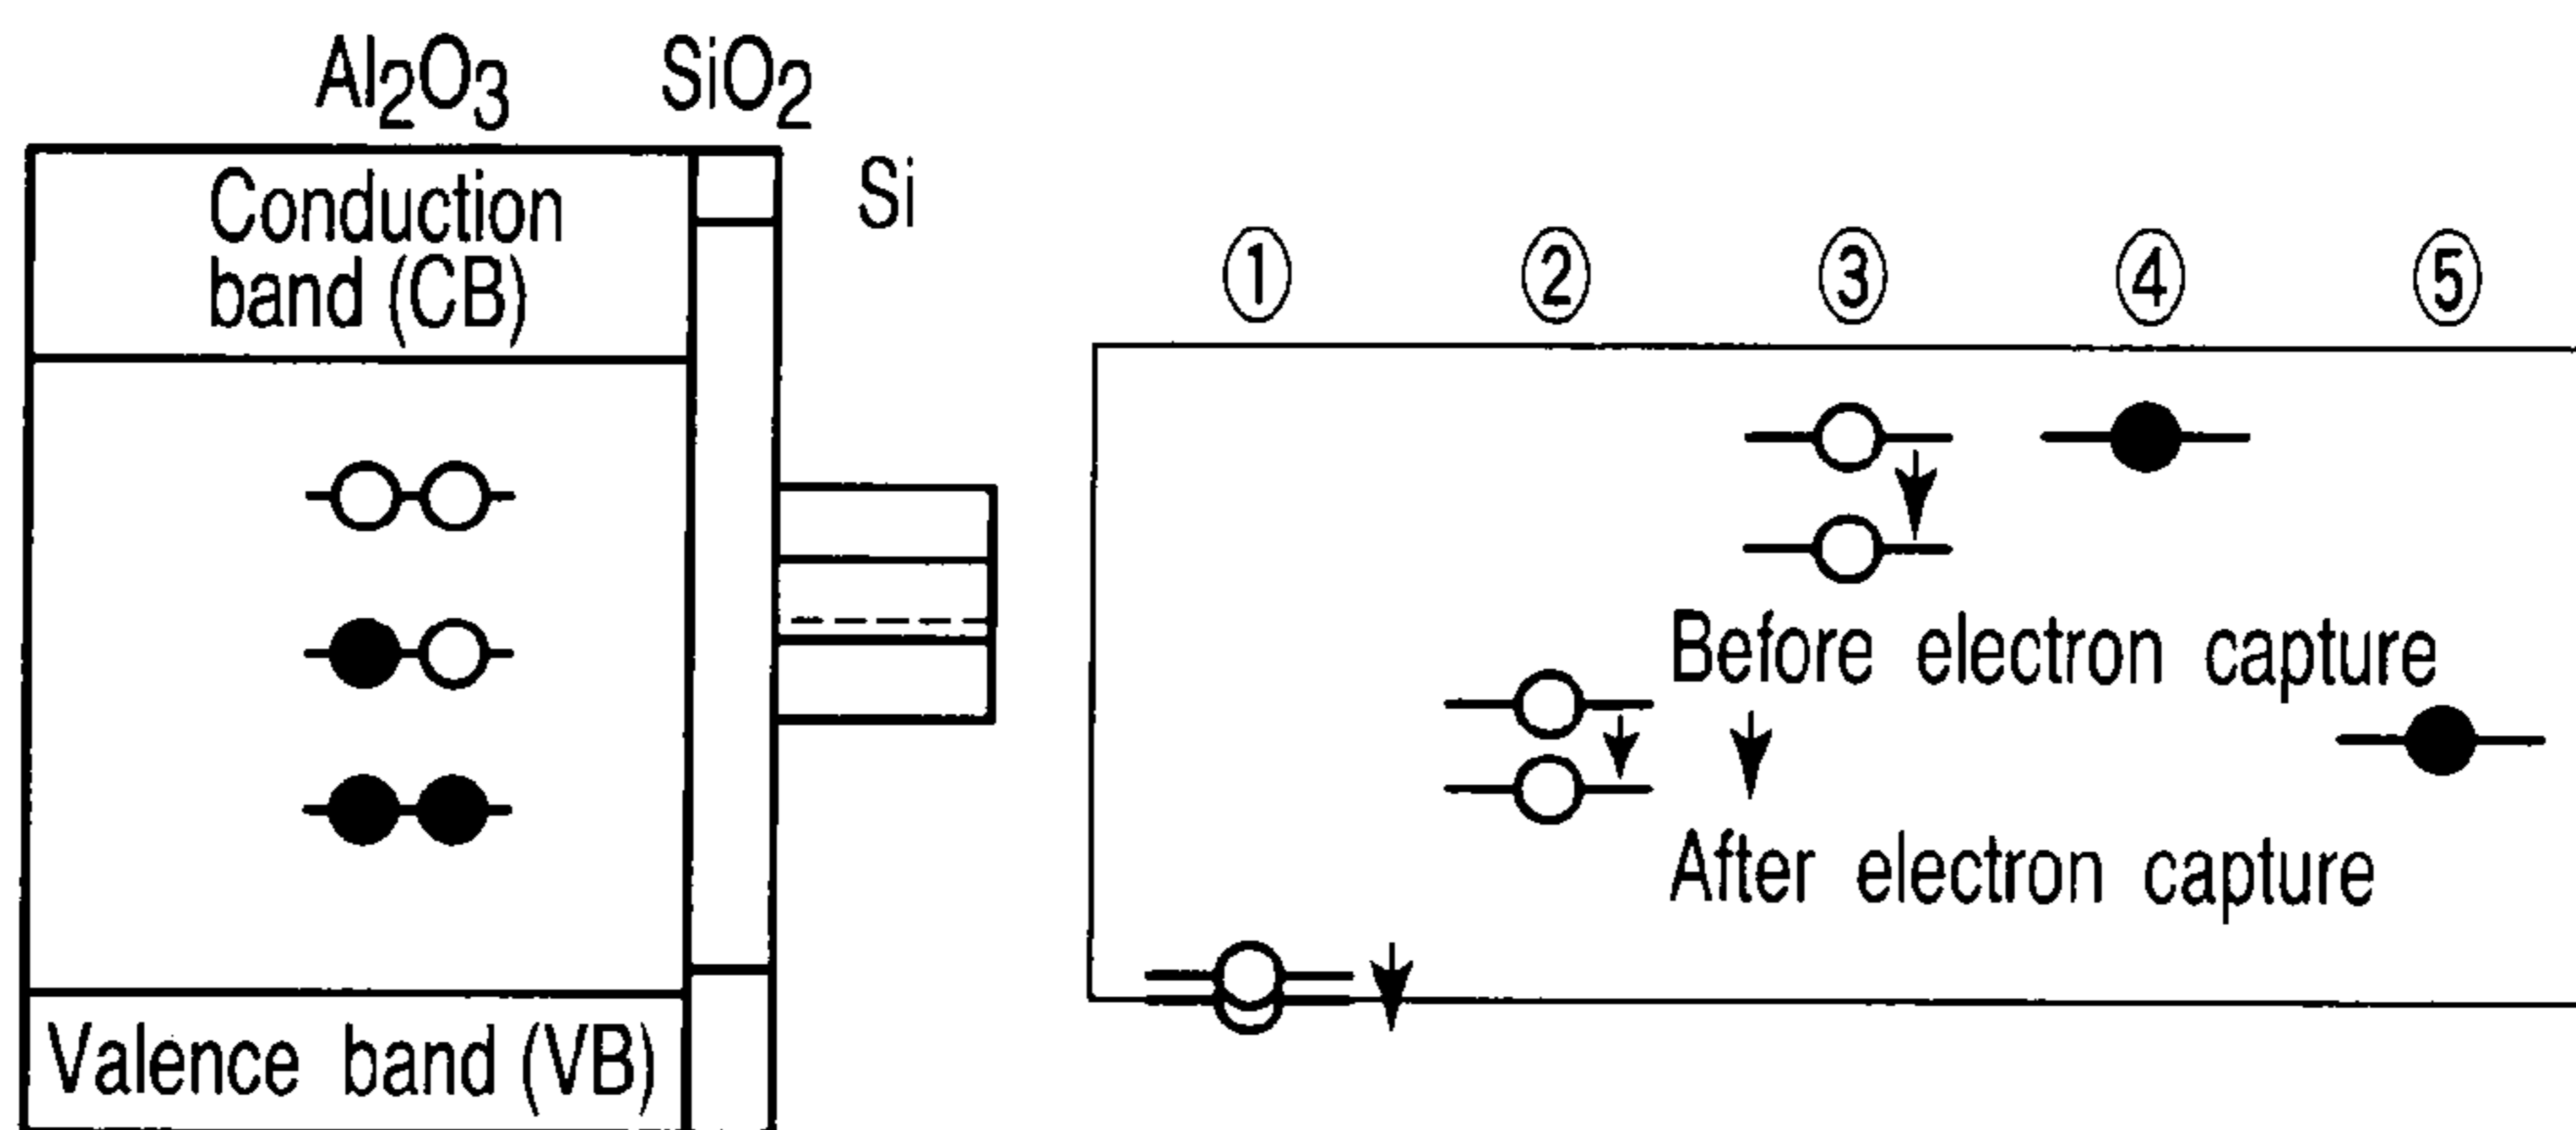 Al₂O₃ SiO₂
Si
Conduction
band (CB)
① ② ③ ④ ⑤
Before electron capture
After electron capture
Valence band (VB)